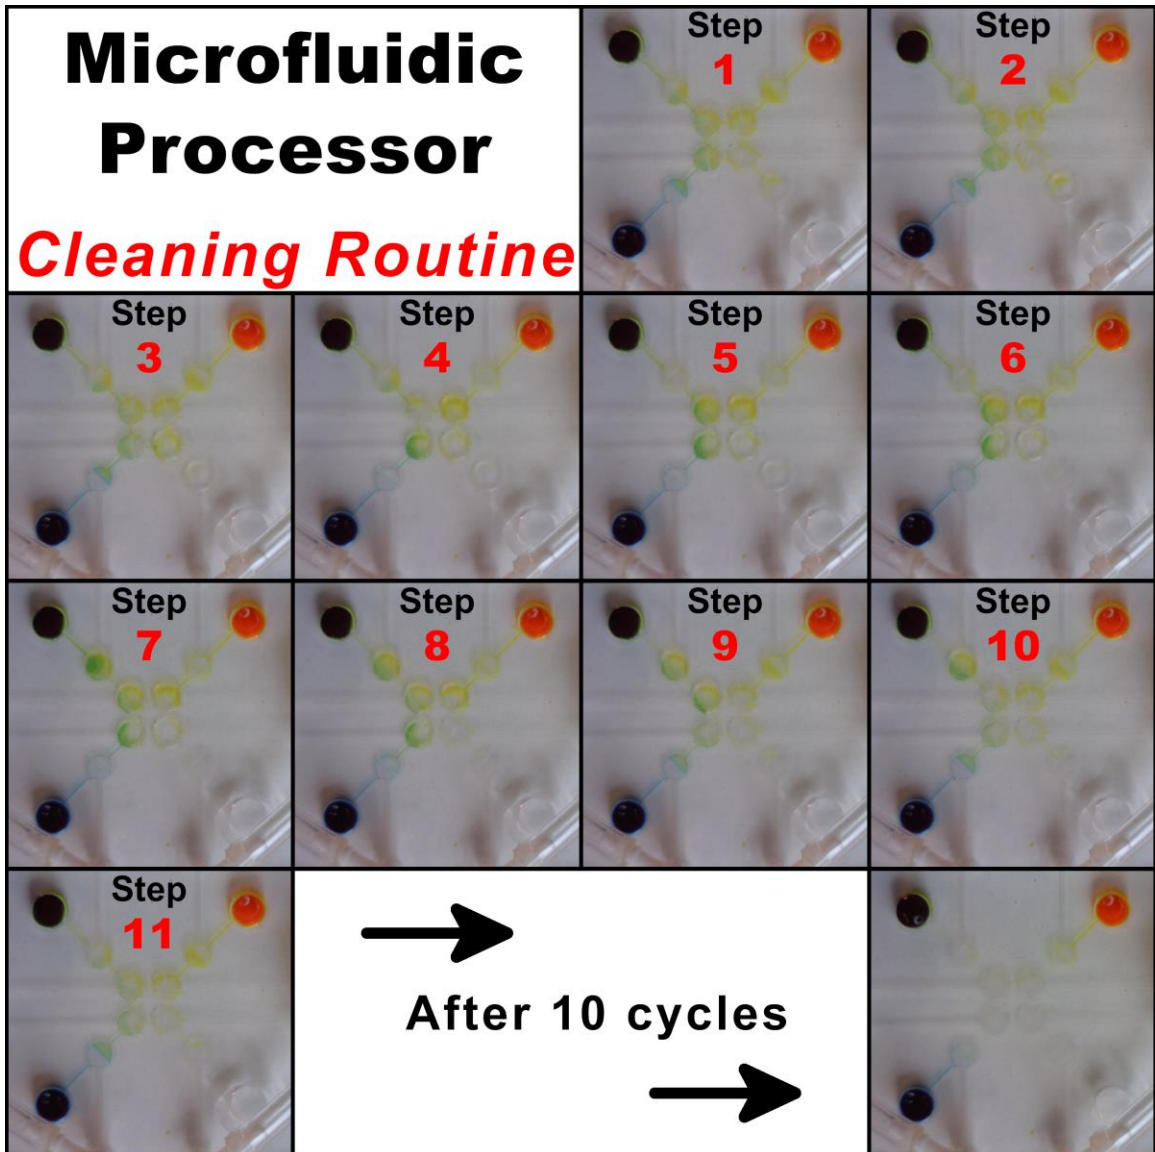 Microfluidic
Processor
Cleaning Routine
Step
1
Step
2
Step
3
Step
4
Step
5
Step
6
Step
7
Step
8
Step
9
Step
10
Step
11
After 10 cycles